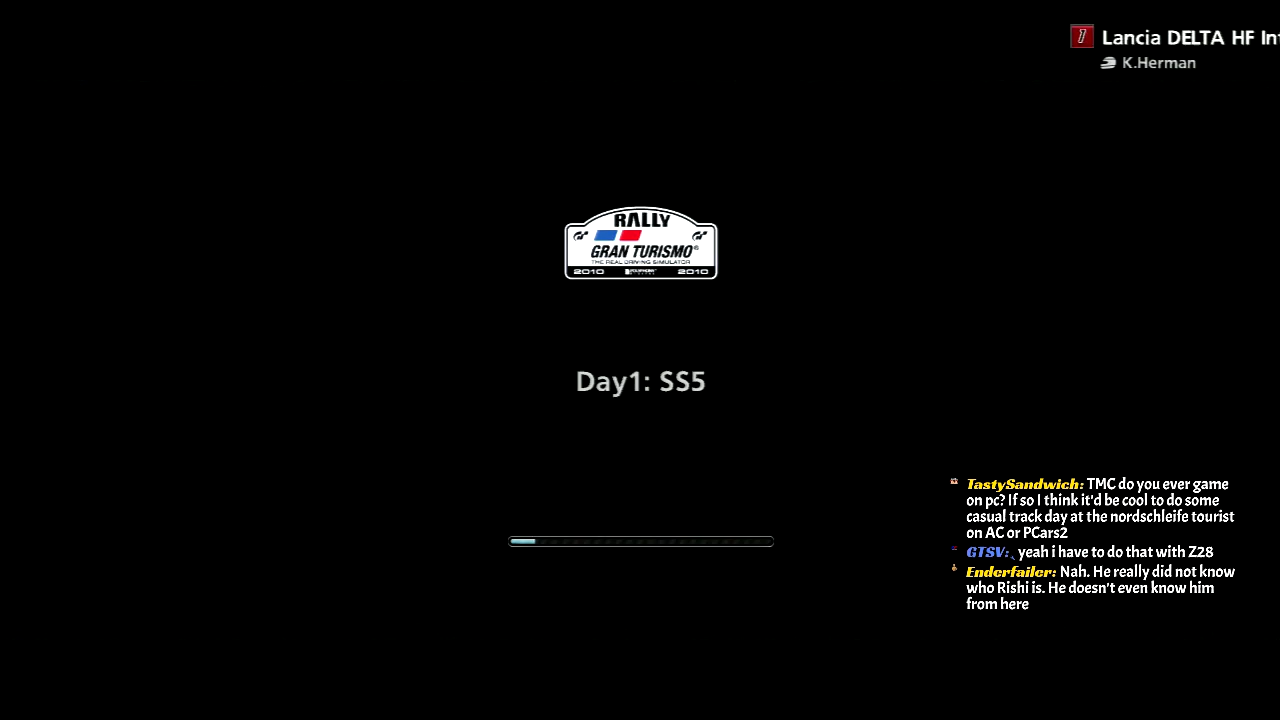 1 Lancia DELTA HF Int
K.Herman
RALLY
GRAN TURISMO®
THE REAL DRIVING SIMULATOR
2010 2010
Day1: SS5
TastySandwich: TMC do you ever game
on pc? If so I think it'd be cool to do some
casual track day at the nordschleife tourist
on AC or PCars2
GTSV: yeah i have to do that with Z28
Enderfailer: Nah. He really did not know
who Rishi is. He doesn't even know him
from here